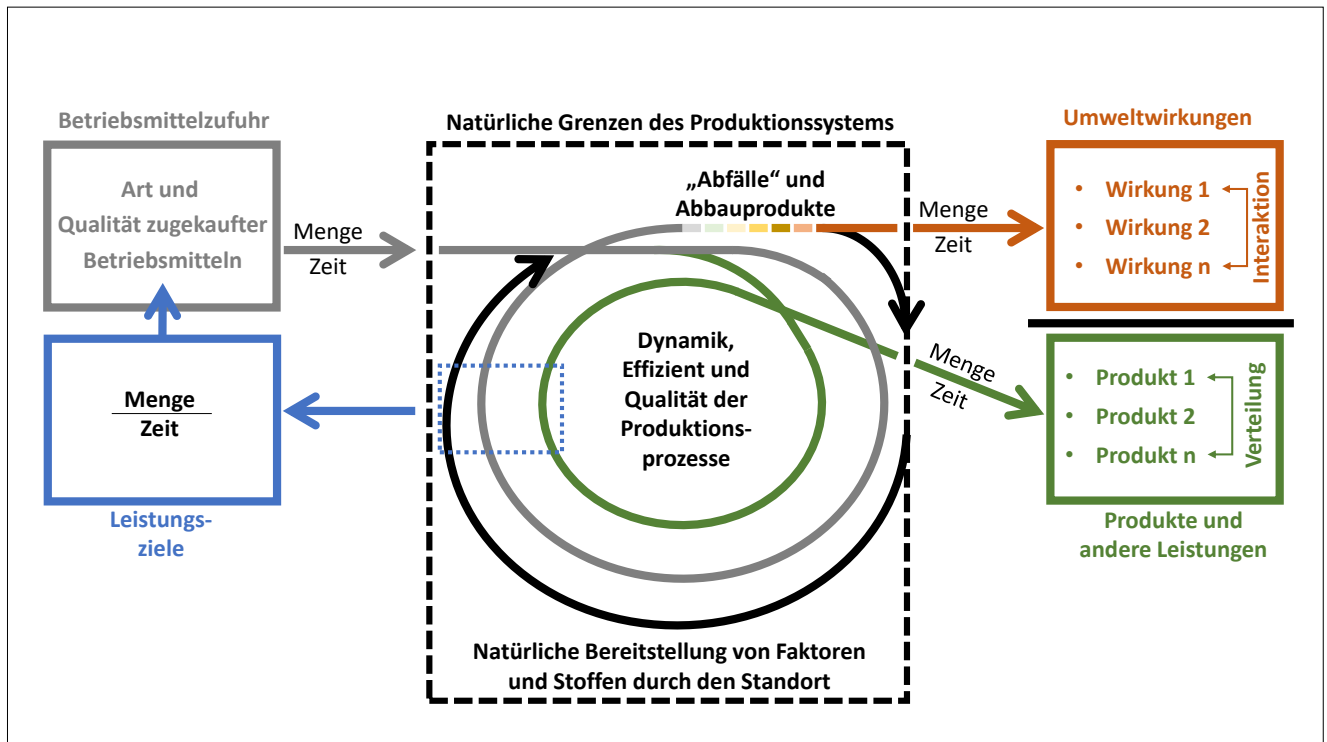 Betriebsmittelzufuhr
Art und
Qualität zugekaufter
Betriebsmitteln
Menge
Zeit
Menge
Zeit
Leistungs-
ziele
Natürliche Grenzen des Produktionssystems
„Abfälle“ und
Abbauprodukte
Dynamik,
Effizient und
Qualität der
Produktions-
prozesse
Natürliche Bereitstellung von Faktoren
und Stoffen durch den Standort
Menge
Zeit
Menge
Zeit
Umweltwirkungen
• Wirkung 1
• Wirkung 2
• Wirkung n
Interaktion
• Produkt 1
• Produkt 2
• Produkt n
Verteilung
Produkte und
andere Leistungen